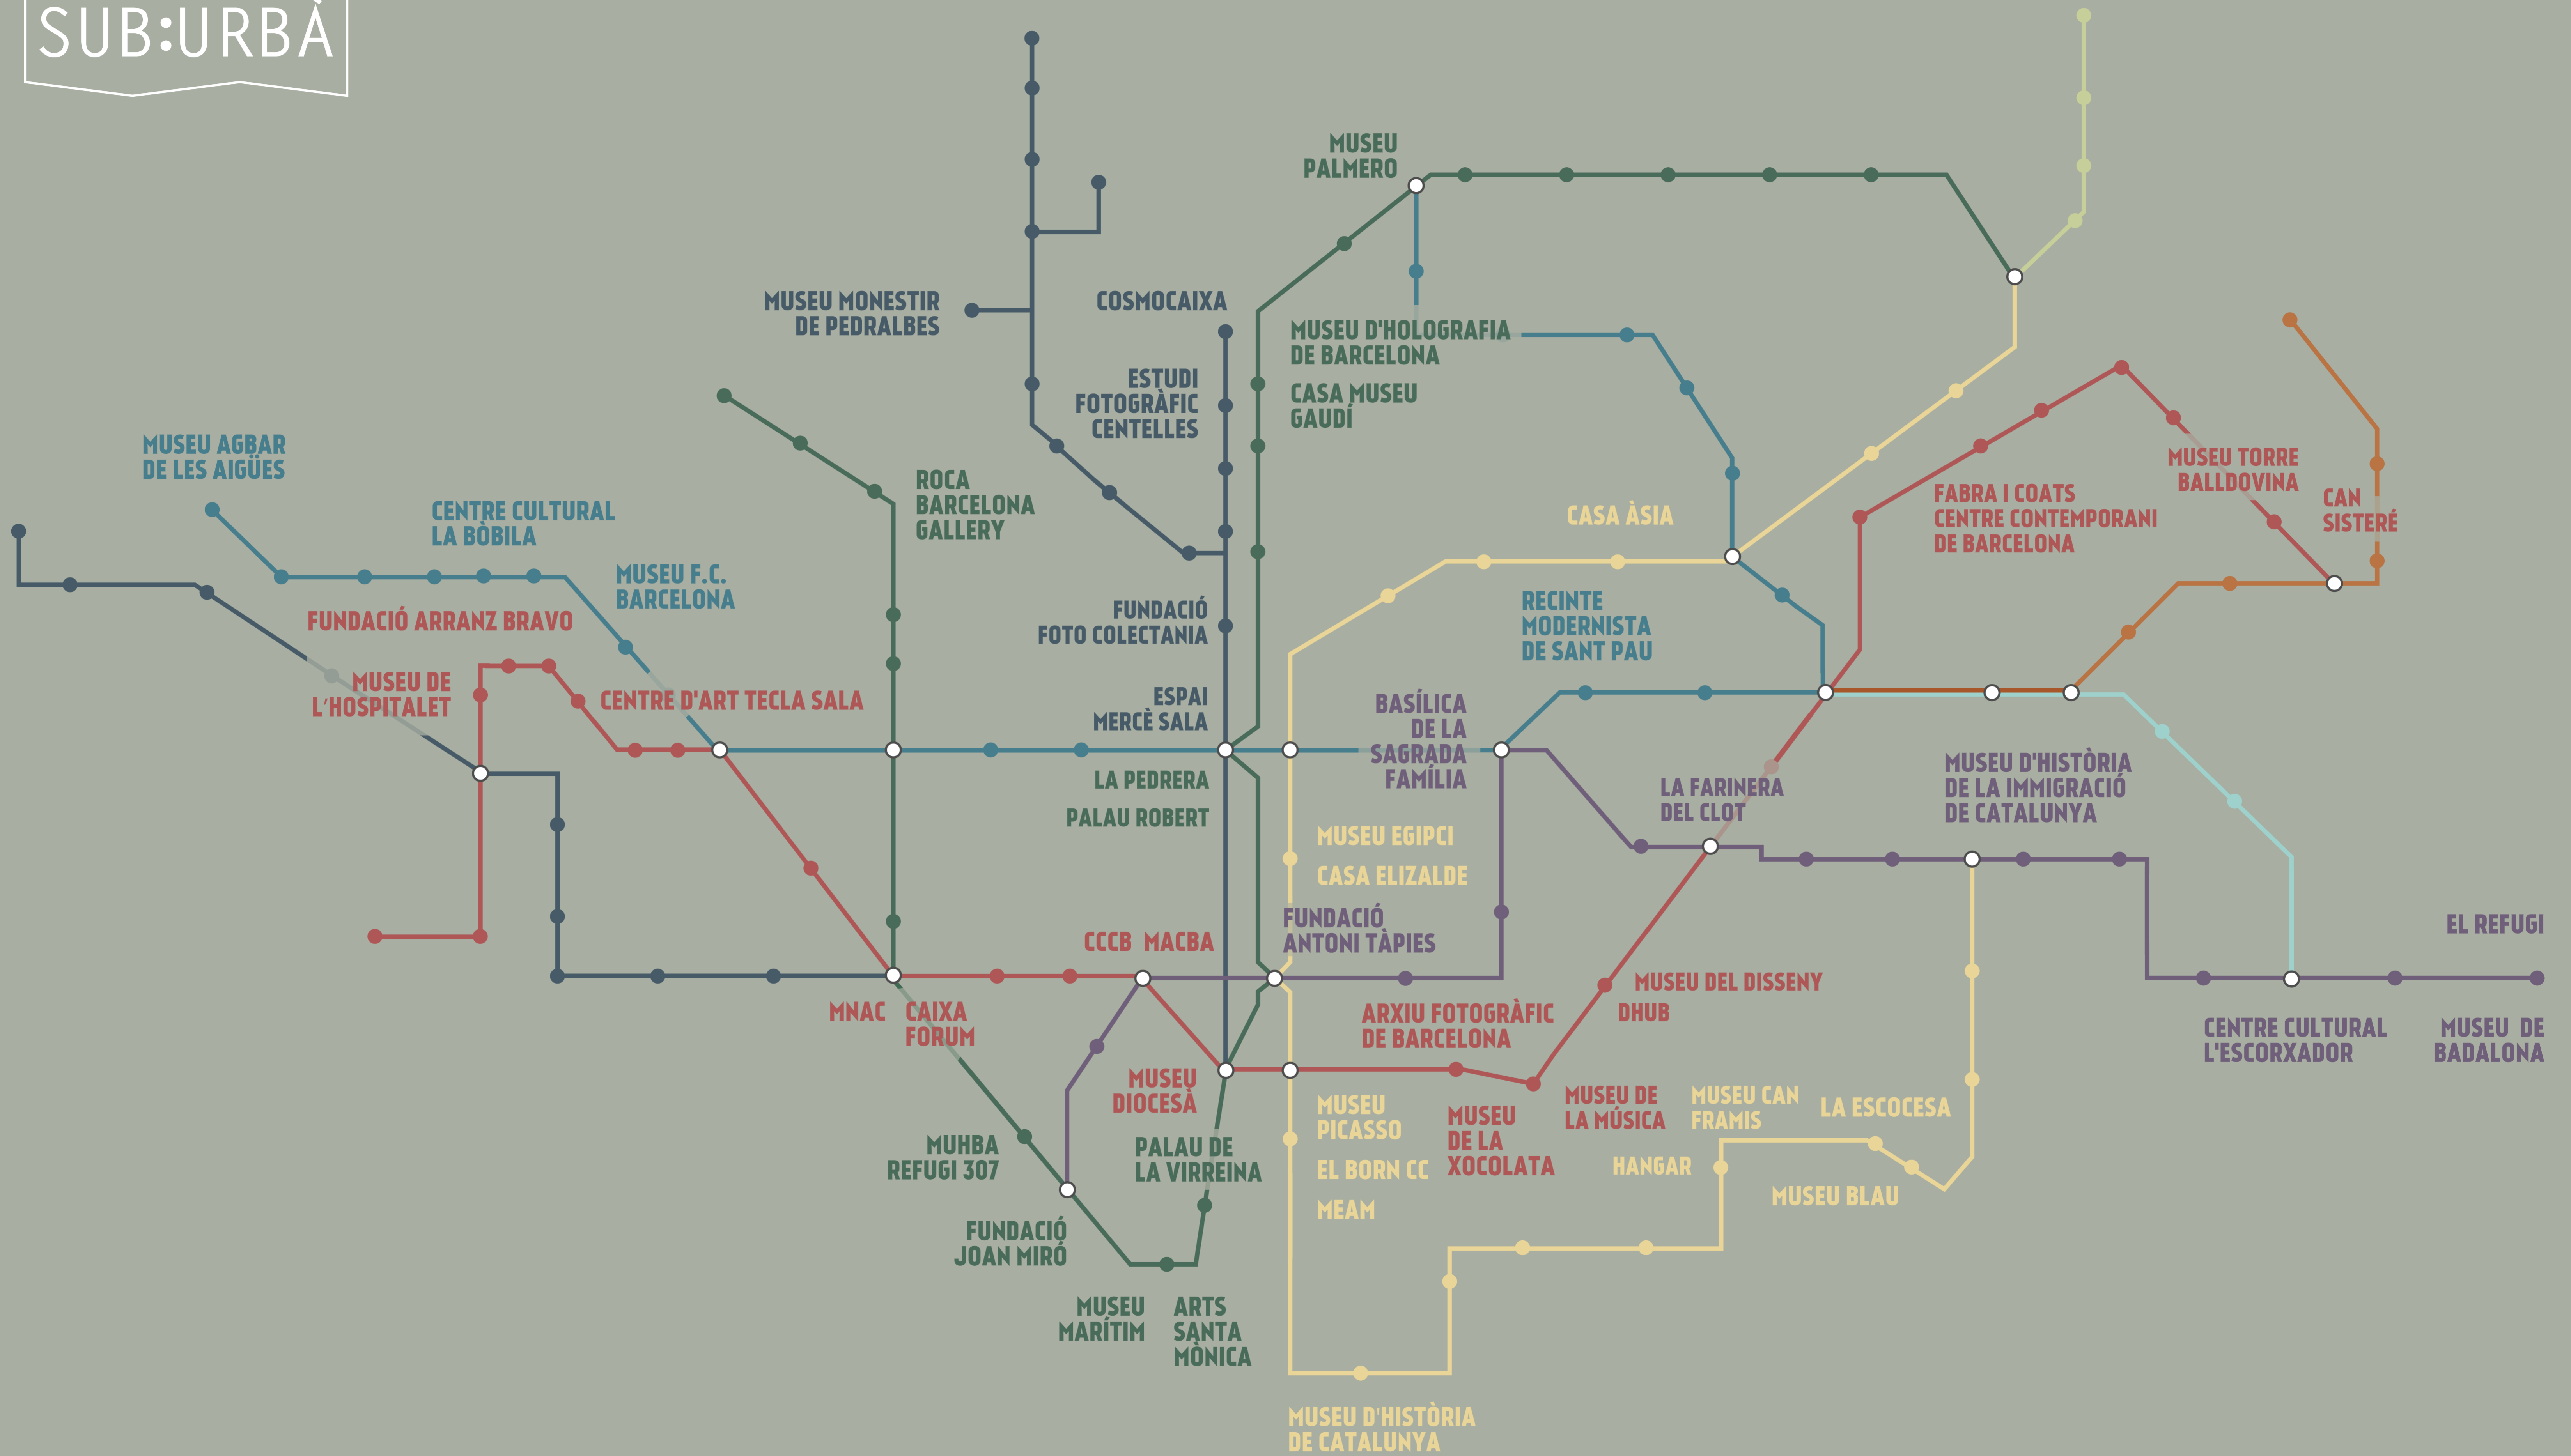 SUB:URBÀ
MUSEU
PALMERO
MUSEU MONESTIR
DE PEDRALBES
COSMOCAIXA
MUSEU D'HOLOGRAFIA
DE BARCELONA
ESTUDI
FOTOGRÀFIC
CENTELLES
CASA MUSEU
GAUDÍ
MUSEU AGBAR
DE LES AIGÜES
ROCA
BARCELONA
GALLERY
MUSEU TORRE
BALLDOVINA
CAN
SISTERÉ
FABRA I COATS
CENTRE CONTEMPORANI
DE BARCELONA
CENTRE CULTURAL
LA BÒBILA
CASA ÀSIA
MUSEU F.C.
BARCELONA
FUNDACIÓ ARRANZ BRAVO
FUNDACIÓ
FOTO COLECTANIA
RECINTE
MODERNISTA
DE SANT PAU
MUSEU DE
L'HOSPITALET
CENTRE D'ART TECLA SALA
ESPAI
MERCÈ SALA
BASÍLICA
DE LA
SAGRADA
FAMÍLIA
LA PEDRERA
PALAU ROBERT
LA FARINERA
DEL CLOT
MUSEU D'HISTÒRIA
DE LA IMMIGRACIÓ
DE CATALUNYA
MUSEU EGIPCI
CASA ELIZALDE
FUNDACIÓ
ANTONI TÀPIES
CCCB MACBA
EL REFUGI
MNAC
CAIXA
FORUM
MUSEU DEL DISSENY
DHUB
ARXIU FOTOGRÀFIC
DE BARCELONA
CENTRE CULTURAL
L'ESCORXADOR
MUSEU DE
BADALONA
MUSEU
DIOCESÀ
MUSEU
PICASSO
EL BORN CC
MEAM
MUSEU
DE LA
XOCOLATA
MUSEU DE
LA MÚSICA
MUSEU CAN
FRAMIS
LA ESCOCESA
HANGAR
MUSEU BLAU
MUHBA
REFUGI 307
PALAU DE
LA VIRREINA
FUNDACIÓ
JOAN MIRÓ
MUSEU
MARÍTIM
ARTS
SANTA
MÒNICA
MUSEU D'HISTÒRIA
DE CATALUNYA